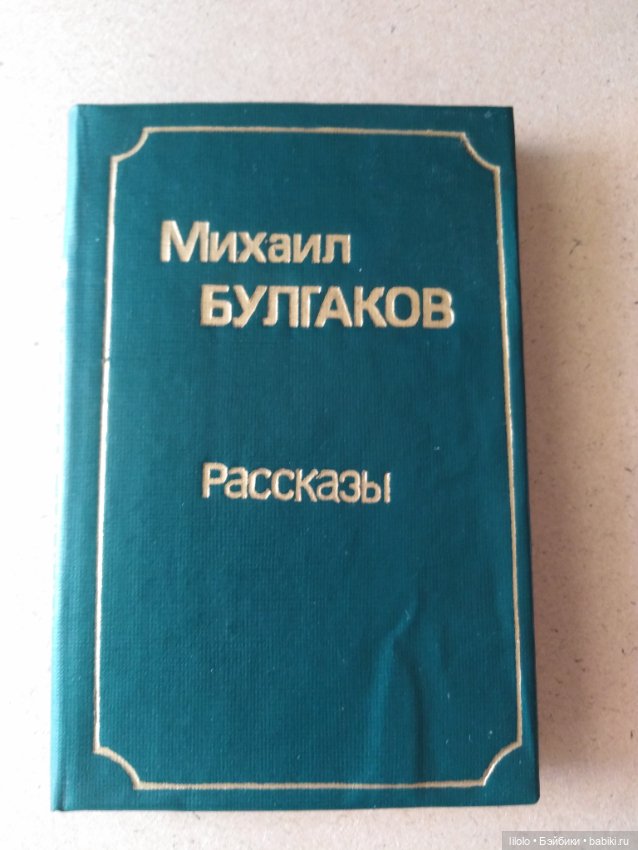 Михаил
БУЛГАКОВ
Рассказы
lilolo • Бэйбики • babiki.ru